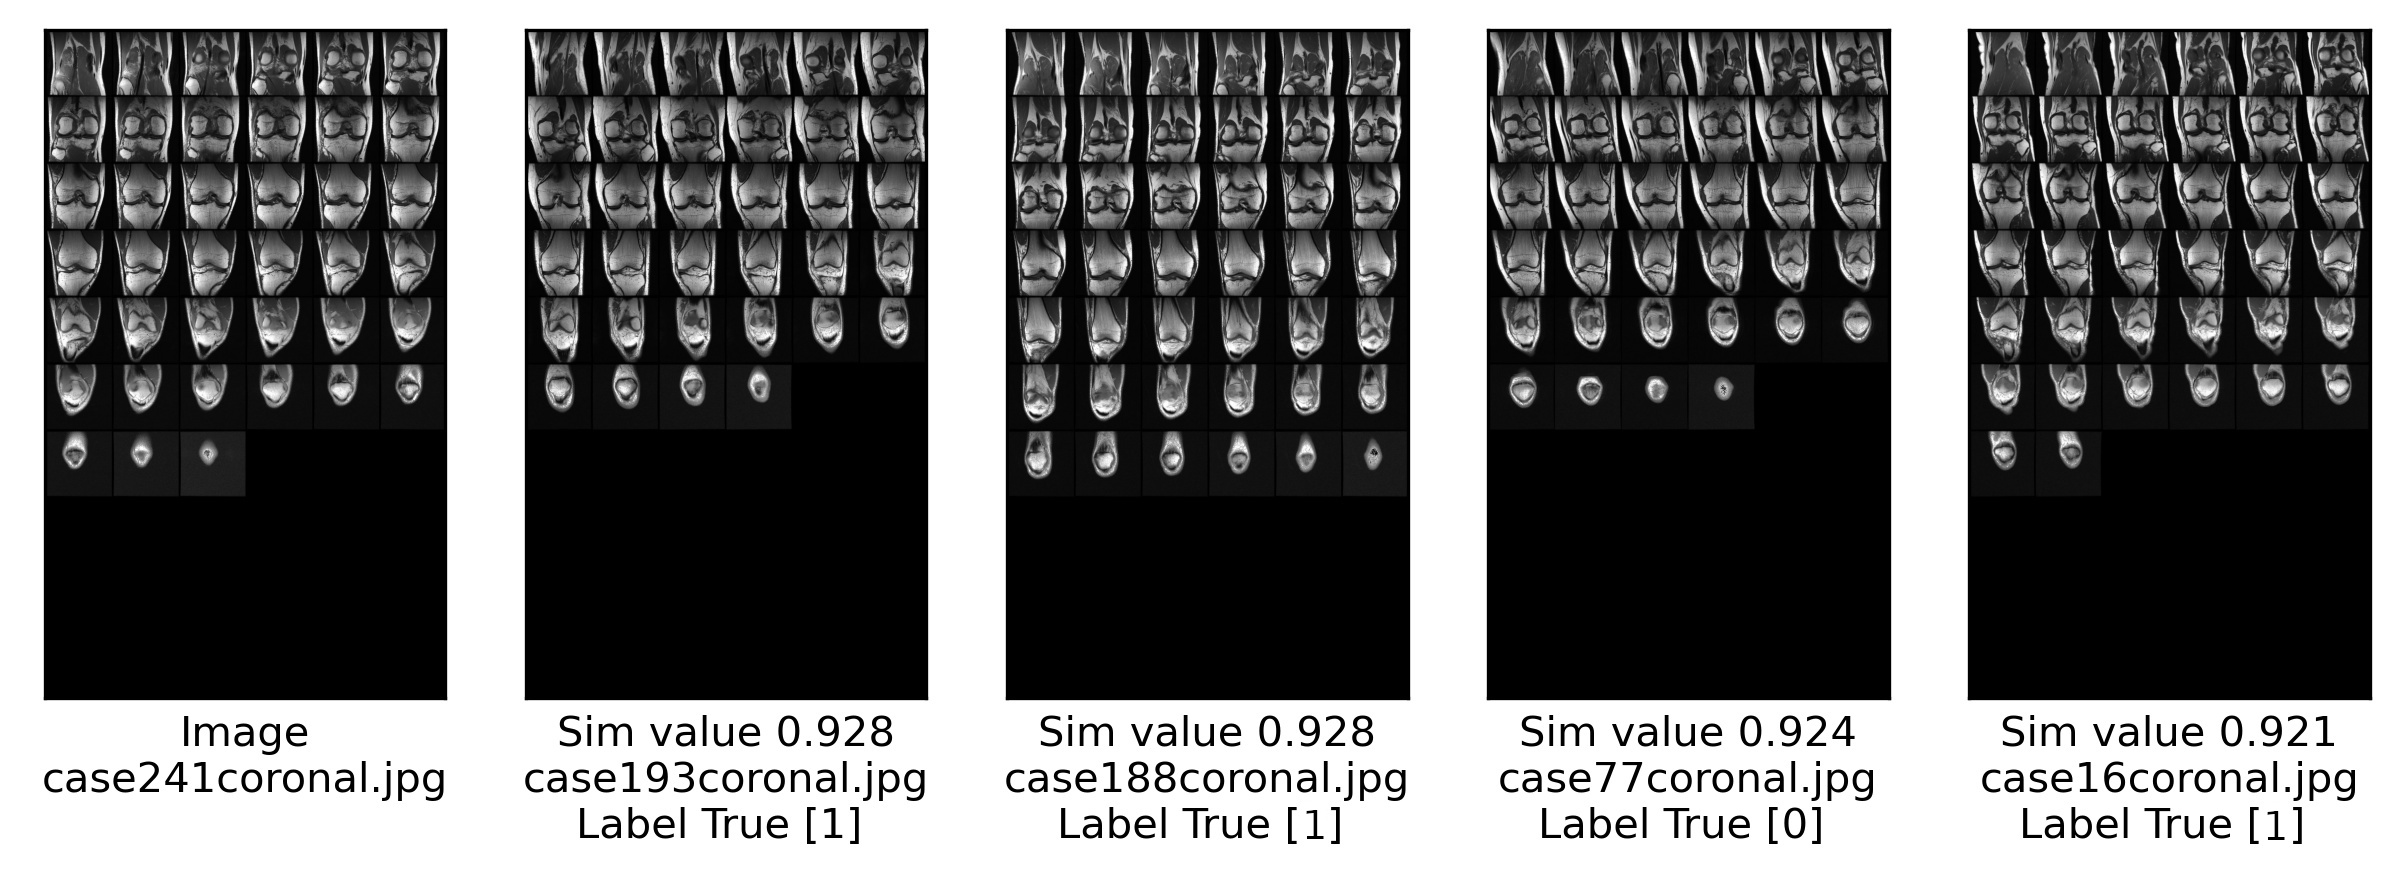 Image
case241coronal.jpg
Sim value 0.928
case193coronal.jpg
Label True [1]
Sim value 0.928
case188coronal.jpg
Label True [1]
Sim value 0.924
case77coronal.jpg
Label True [0]
Sim value 0.921
case16coronal.jpg
Label True [1]